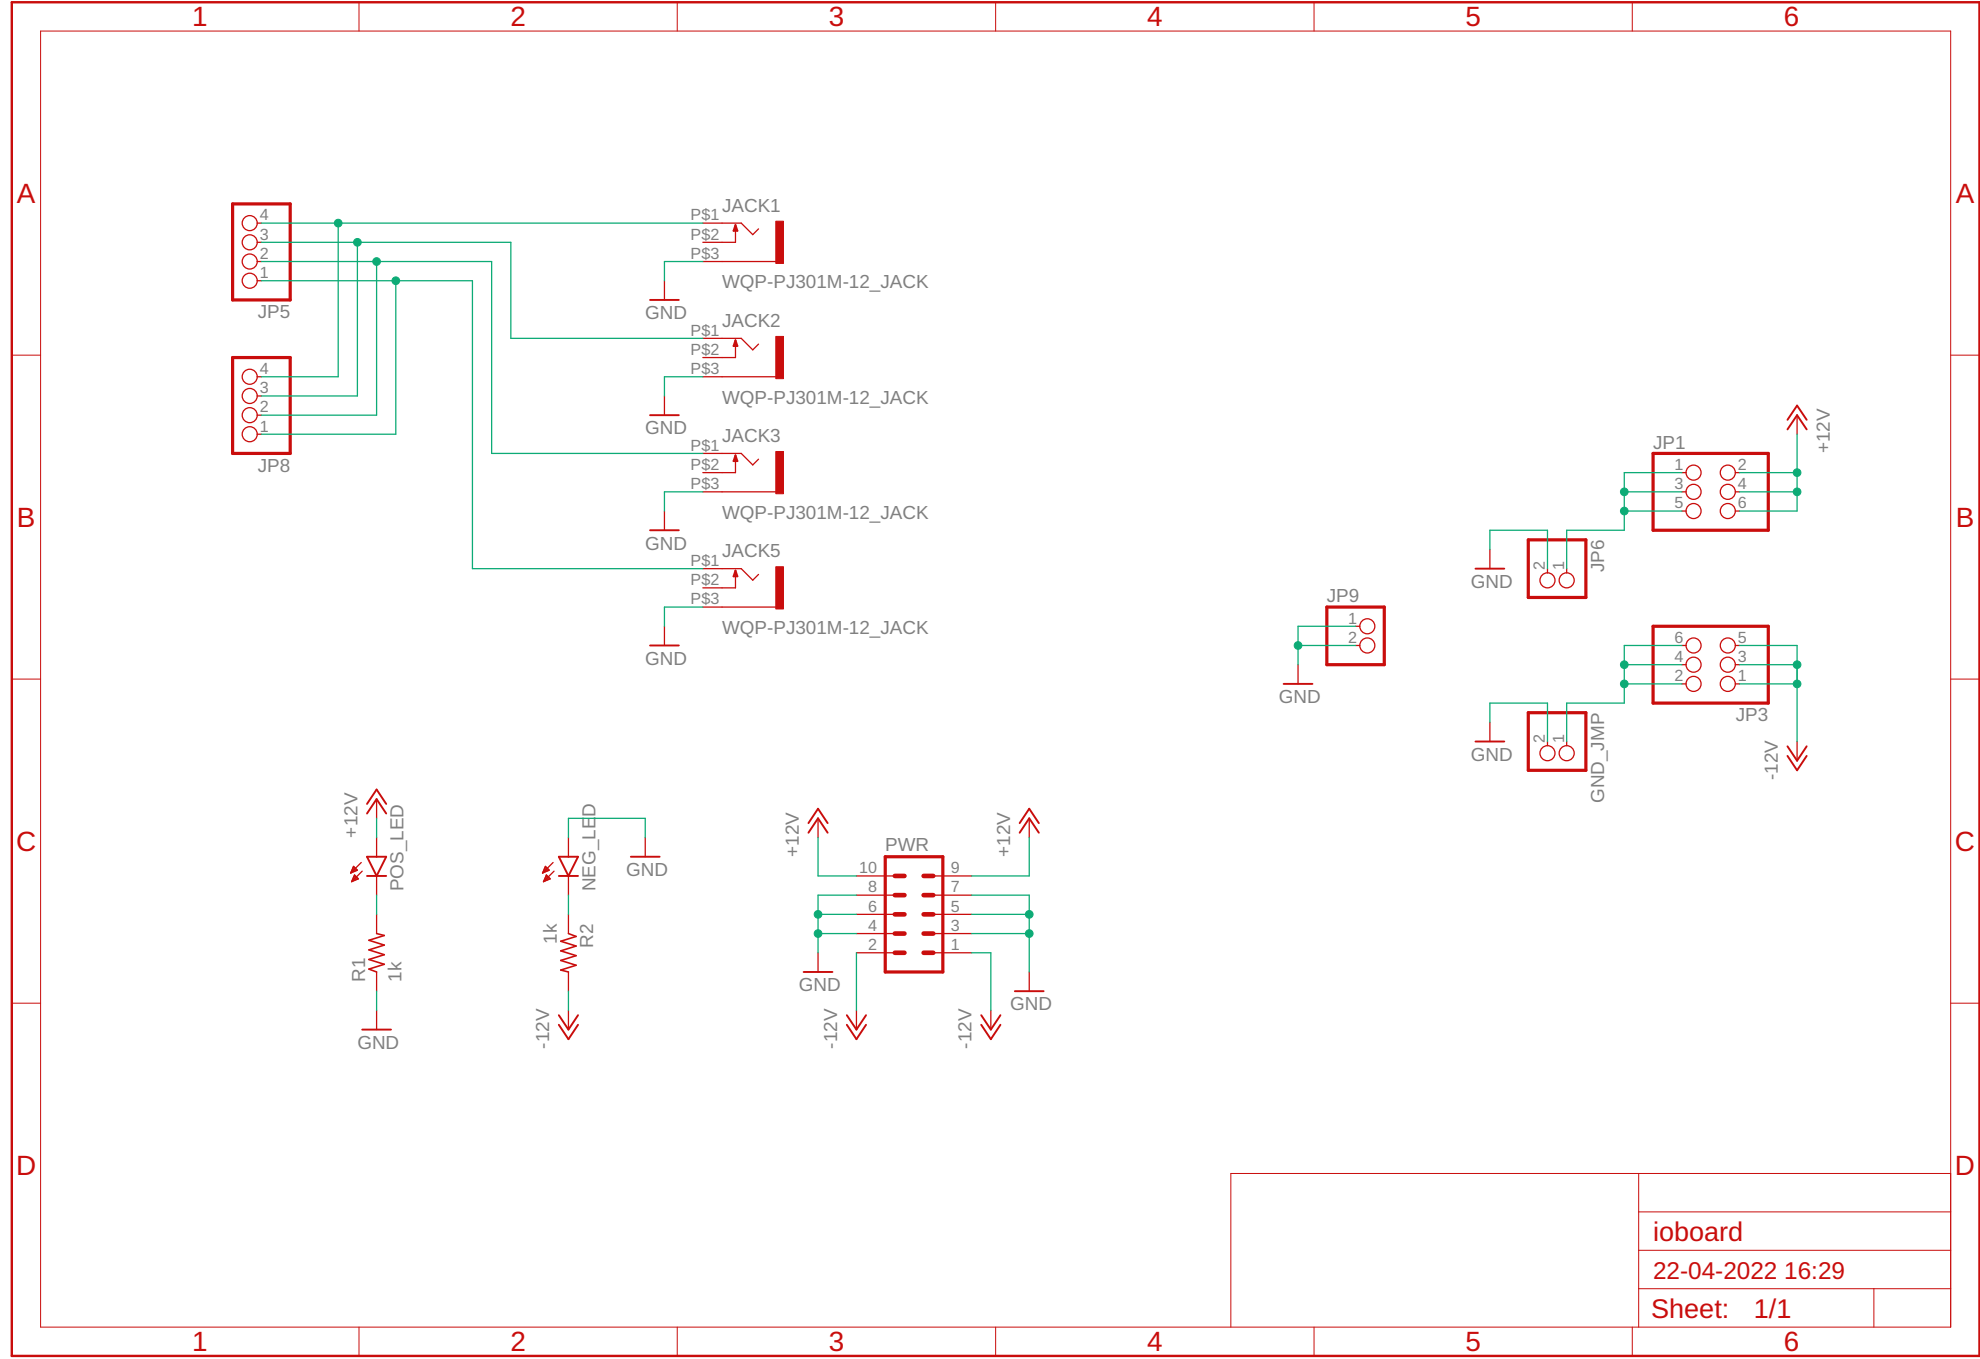 1 2 3 4 5 6
A A
4
3
2
1
JP5
P$1 JACK1
P$2
P$3
WQP-PJ301M-12_JACK
GND
P$1 JACK2
P$2
P$3
WQP-PJ301M-12_JACK
GND
4
3
2
1
JP8
P$1 JACK3
P$2
P$3
WQP-PJ301M-12_JACK
GND
B B
P$1 JACK5
P$2
P$3
WQP-PJ301M-12_JACK
GND
+12V
JP1
1 2
3 4
5 6
GND
2 1
JP6
JP9
1
2
GND
6 5
4 3
2 1
JP3
GND
2 1
GND_JMP
-12V
C C
+12V
POS_LED
R1
1k
GND
NEG_LED
GND
1k
R2
-12V
+12V
+12V
PWR
10 9
8 7
6 5
4 3
2 1
GND
GND
-12V
-12V
D D
ioboard
22-04-2022 16:29
Sheet: 1/1
1 2 3 4 5 6